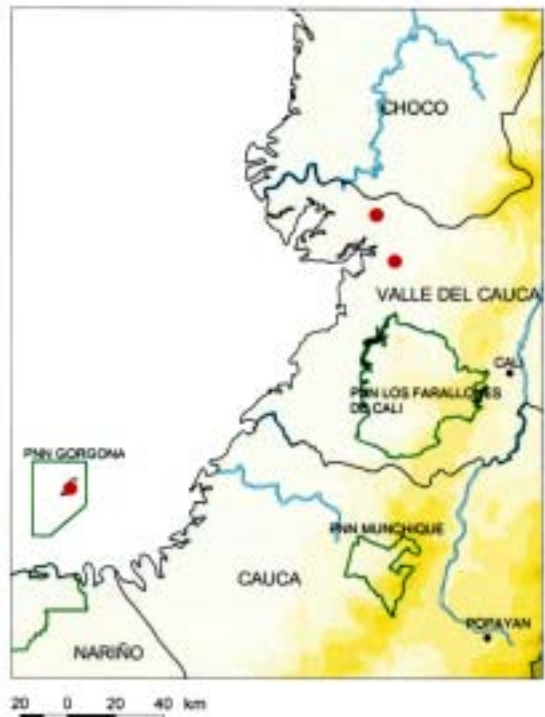 CHOCO
VALLE DEL CAUCA
CALI
PNN LOS FARALLONES
DE CALI
PNN GORGONA
PNN MUNCHIQUE
CAUCA
POPAYAN
NARIÑO
20 0 20 40 km